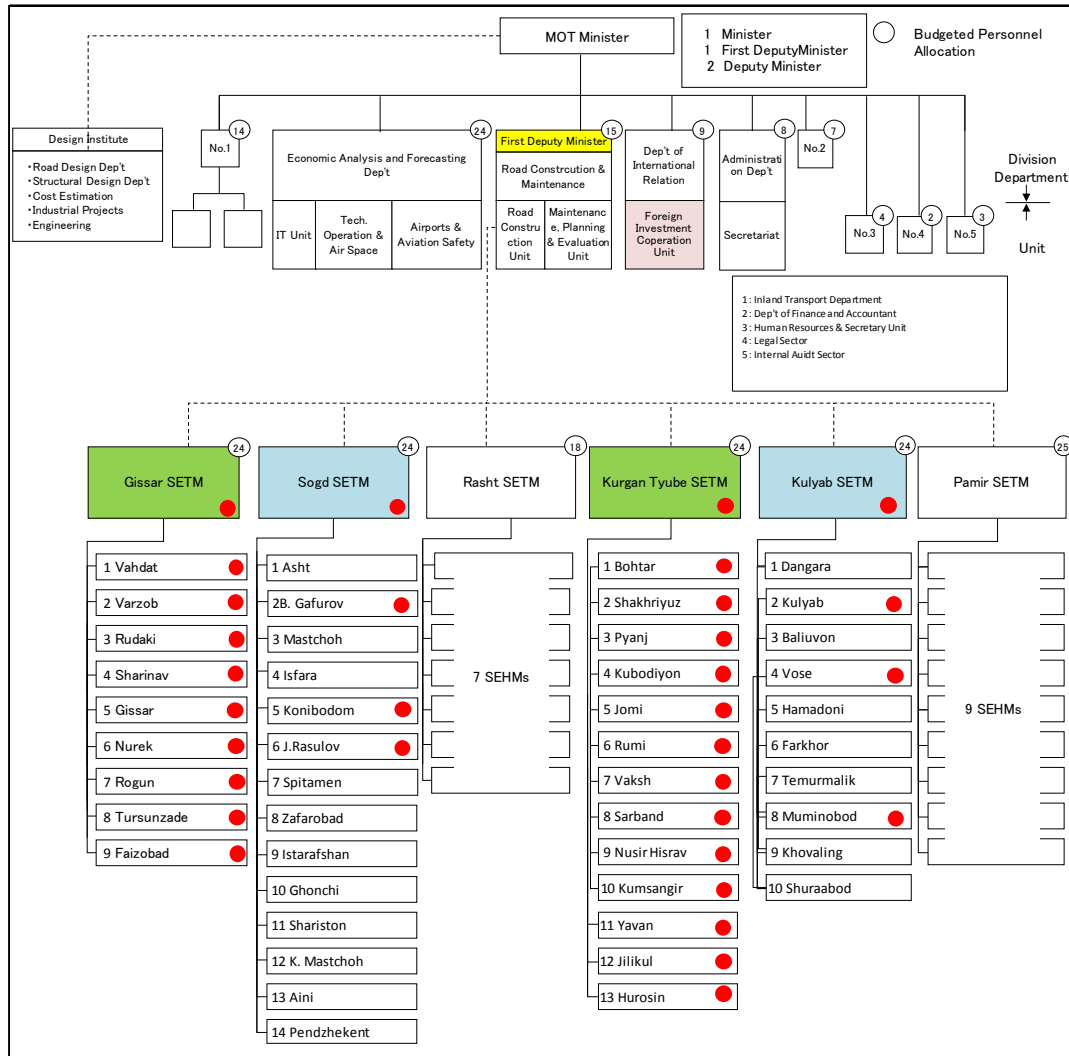 MOT Minister
1 Minister
1 First DeputyMinister
2 Deputy Minister
Budgeted Personnel
Allocation
Design Institute
・Road Design Dep't
・Structural Design Dep't
・Cost Estimation
・Industrial Projects
・Engineering
14
No.1
24
Economic Analysis and Forecasting
Dep't
IT Unit
Tech.
Operation &
Air Space
Airports &
Aviation Safety
15
First Deputy Minister
Road Constrcution &
Maintenance
Road
Constru
ction
Unit
Maintenanc
e, Planning
& Evaluation
Unit
9
Dep't of
International
Relation
Foreign
Investment
Coperation
Unit
8
Administrati
on Dep't
Secretariat
7
No.2
4
No.3
2
No.4
3
No.5
Division
Department
Unit
1: Inland Transport Department
2: Dep't of Finance and Accountant
3: Human Resources & Secretary Unit
4: Legal Sector
5: Internal Auidt Sector
24
Gissar SETM
24
Sogd SETM
18
Rasht SETM
24
Kurgan Tyube SETM
24
Kulyab SETM
25
Pamir SETM
1 Vahdat
2 Varzob
3 Rudaki
4 Sharinav
5 Gissar
6 Nurek
7 Rogun
8 Tursunzade
9 Faizobad
1 Asht
2B. Gafurov
3 Mastchoh
4 Isfara
5 Konibodom
6 J.Rasulov
7 Spitamen
8 Zafarobad
9 Istarafshan
10 Ghonchi
11 Shariston
12 K. Mastchoh
13 Aini
14 Pendzhekent
7 SEHMs
1 Bohtar
2 Shakhriyuz
3 Pyanj
4 Kubodiyon
5 Jomi
6 Rumi
7 Vaksh
8 Sarband
9 Nusir Hisrav
10 Kumsangir
11 Yavan
12 Jilikul
13 Hurosin
1 Dangara
2 Kulyab
3 Baliuvon
4 Vose
5 Hamadoni
6 Farkhor
7 Temurmalik
8 Muminobod
9 Khovaling
10 Shuraabod
9 SEHMs